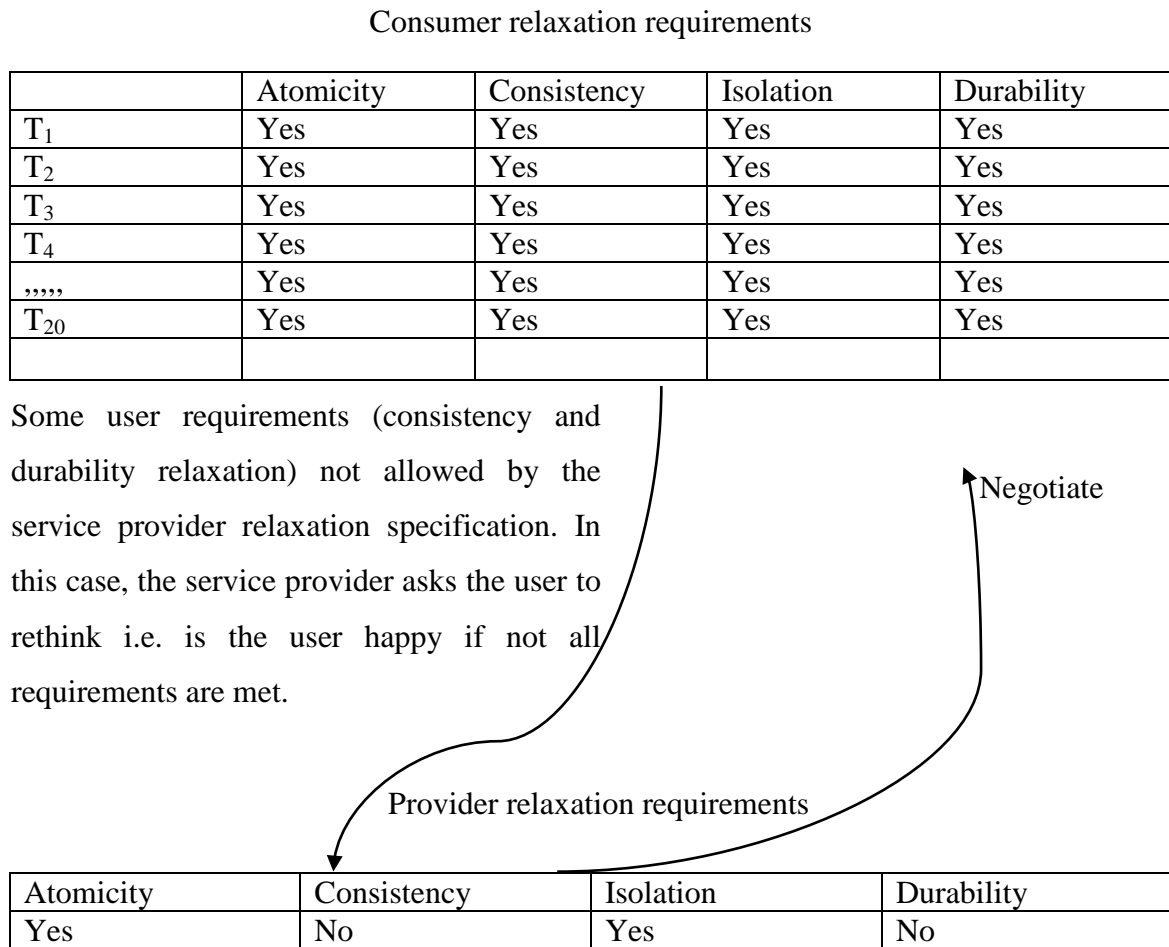 Consumer relaxation requirements
Atomicity Consistency Isolation Durability
T1 Yes Yes Yes Yes
T2 Yes Yes Yes Yes
T3 Yes Yes Yes Yes
T4 Yes Yes Yes Yes
,,,,, Yes Yes Yes Yes
T20 Yes Yes Yes Yes
Some user requirements (consistency and
durability relaxation) not allowed by the
service provider relaxation specification. In
this case, the service provider asks the user to
rethink i.e. is the user happy if not all
requirements are met.
Negotiate
Provider relaxation requirements
Atomicity Consistency Isolation Durability
Yes No Yes No